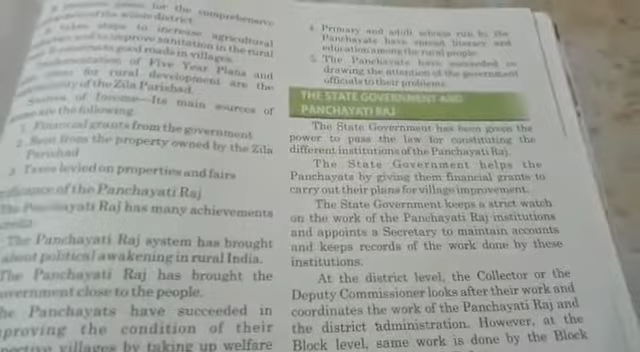 for the comprehensive
of the whole district.
steps to increase agricultural
and to improve sanitation in the rural
good roads in villages.
of Five Year Plans and
for rural development are the
of the Zila Parishad.
Sources of Income—Its main sources of
are the following
1. Financial grants from the government
2. Rent from the property owned by the Zila
Parishad
3. Taxes levied on properties and fairs
of the Panchayati Raj
Raj has many achievements
The Panchayati Raj system has brought
about political awakening in rural India.
The Panchayati Raj has brought the
government close to the people.
The Panchayats have succeeded in
improving the condition of their
respective villages by taking up welfare
4. Primary and adult schools run by the
Panchayats have spread literacy and
education among the rural people.
5. The Panchayats have succeeded in
drawing the attention of the government
officials to their problems.
THE STATE GOVERNMENT AND
PANCHAYATI RAJ
The State Government has been given the
power to pass the law for constituting the
different institutions of the Panchayati Raj.
The State Government helps the
Panchayats by giving them financial grants to
carry out their plans for village improvement.
The State Government keeps a strict watch
on the work of the Panchayati Raj institutions
and appoints a Secretary to maintain accounts
and keeps records of the work done by these
institutions.
At the district level, the Collector or the
Deputy Commissioner looks after their work and
coordinates the work of the Panchayati Raj and
the district administration. However, at the
Block level, same work is done by the Block